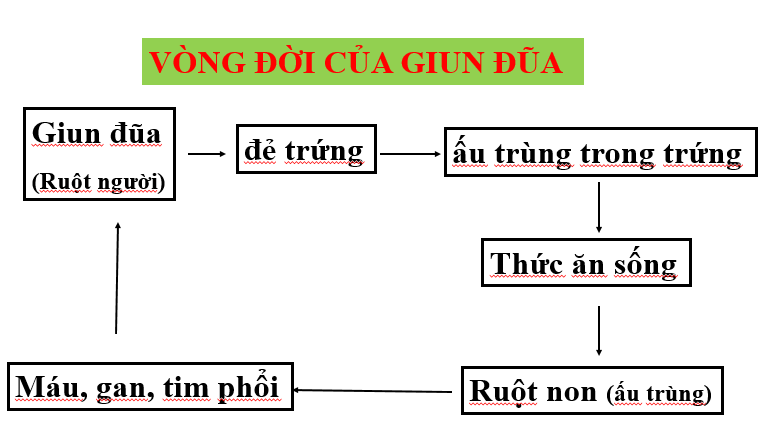 VÒNG ĐỜI CỦA GIUN ĐŨA
Giun đũa
(Ruột người)
đẻ trứng
ấu trùng trong trứng
Thức ăn sống
Ruột non (ấu trùng)
Máu, gan, tim phổi